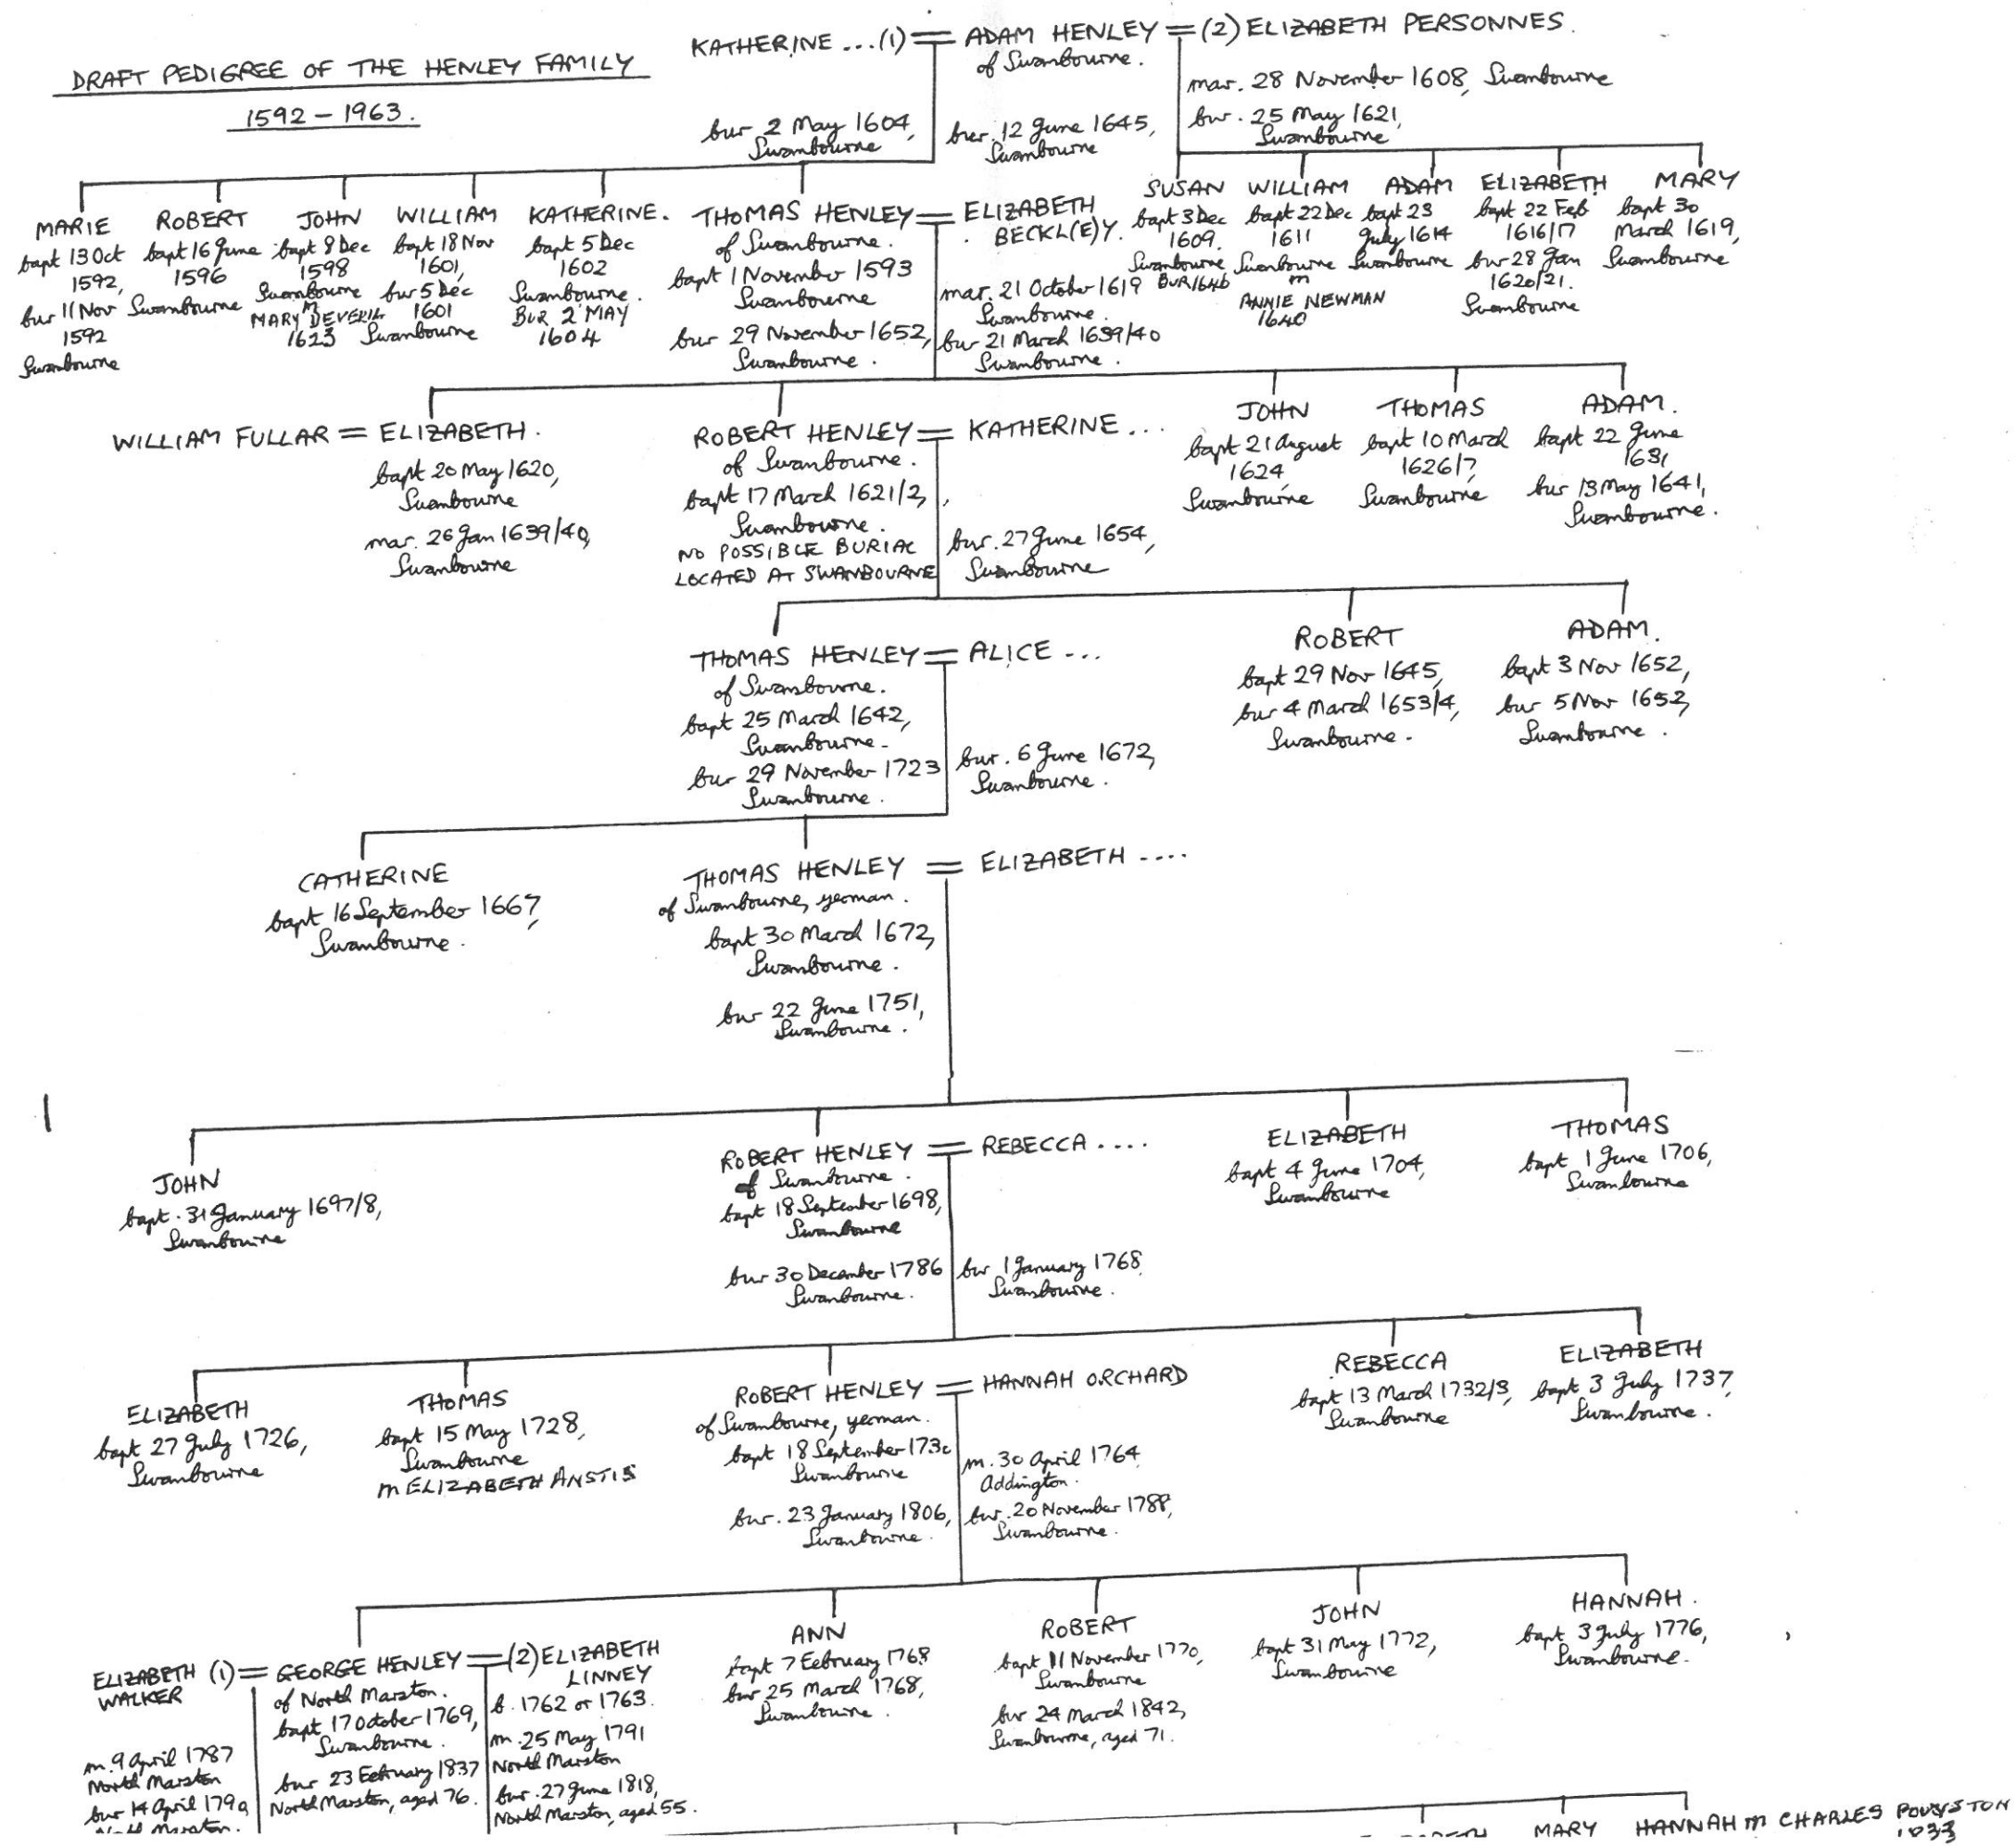 DRAFT PEDIGREE OF THE HENLEY FAMILY
1592 – 1963.
KATHERINE ... (1) = ADAM HENLEY = (2) ELIZABETH PERSONNES.
of Swanbourne.
bur 2 May 1604,
Swanbourne
bur. 12 June 1645,
Swanbourne
mar. 28 November 1608, Swanbourne
bur. 25 May 1621,
Swanbourne
MARIE
bapt 13 Oct
1592,
bur 11 Nov
1592
Swanbourne
ROBERT
bapt 16 June
1596
Swanbourne
JOHN
bapt 8 Dec
1598
Swanbourne
M
MARY DEVERIL
1623
WILLIAM
bapt 18 Nov
1601,
bur 5 Dec
1601
Swanbourne
KATHERINE.
bapt 5 Dec
1602
Swanbourne.
BUR 2 MAY
1604
THOMAS HENLEY =
of Swanbourne.
bapt 1 November 1593
Swanbourne
bur 29 November 1652,
Swanbourne.
ELIZABETH
BECKL(E)Y.
mar. 21 October 1619
Swanbourne.
bur 21 March 1639/40
Swanbourne.
SUSAN
bapt 3 Dec
1609.
Swanbourne
BUR 1646
WILLIAM
bapt 22 Dec
1611
Swanbourne
m
ANNIE NEWMAN
1640
ADAM
bapt 23
July 1614
Swanbourne
ELIZABETH
bapt 22 Feb
1616/17
bur 28 Jan
1620/21.
Swanbourne
MARY
bapt 30
March 1619,
Swanbourne
WILLIAM FULLAR = ELIZABETH.
bapt 20 May 1620,
Swanbourne
mar. 26 Jan 1639/40,
Swanbourne
ROBERT HENLEY = KATHERINE...
of Swanbourne.
bapt 17 March 1621/2,
Swanbourne.
NO POSSIBLE BURIAL
LOCATED AT SWANBOURNE
bur. 27 June 1654,
Swanbourne
JOHN
bapt 21 August
1624,
Swanbourne
THOMAS
bapt 10 March
1626/7,
Swanbourne
ADAM.
bapt 22 June
1631,
bur 13 May 1641,
Swanbourne.
THOMAS HENLEY = ALICE ...
of Swanbourne.
bapt 25 March 1642,
Swanbourne.
bur 29 November 1723
Swanbourne.
bur. 6 June 1672,
Swanbourne.
ROBERT
bapt 29 Nov 1645,
bur 4 March 1653/4,
Swanbourne.
ADAM.
bapt 3 Nov 1652,
bur 5 Nov 1652,
Swanbourne.
CATHERINE
bapt 16 September 1667,
Swanbourne.
THOMAS HENLEY = ELIZABETH ....
of Swanbourne, yeoman.
bapt 30 March 1672,
Swanbourne.
bur 22 June 1751,
Swanbourne.
JOHN
bapt. 31 January 1697/8,
Swanbourne
ROBERT HENLEY = REBECCA ....
of Swanbourne.
bapt 18 September 1698,
Swanbourne
bur 30 December 1786
Swanbourne.
bur 1 January 1768,
Swanbourne.
ELIZABETH
bapt 4 June 1704,
Swanbourne
THOMAS
bapt 1 June 1706,
Swanbourne
ELIZABETH
bapt 27 July 1726,
Swanbourne
THOMAS
bapt 15 May 1728,
Swanbourne
m ELIZABETH ANSTIS
ROBERT HENLEY = HANNAH ORCHARD
of Swanbourne, yeoman.
bapt 18 September 1730
Swanbourne
bur. 23 January 1806,
Swanbourne.
m. 30 April 1764,
Addington.
bur. 20 November 1788,
Swanbourne.
REBECCA
bapt 13 March 1732/3,
Swanbourne
ELIZABETH
bapt 3 July 1737,
Swanbourne.
ELIZABETH (1) =
WALKER
m. 9 April 1787
North Marston
bur 14 April 1790
North Marston.
GEORGE HENLEY =
of North Marston.
bapt 17 October 1769,
Swanbourne.
bur 23 February 1837
North Marston, aged 76.
(2) ELIZABETH
LINNEY
b. 1762 or 1763.
m. 25 May 1791
North Marston
bur. 27 June 1818,
North Marston, aged 55.
ANN
bapt 7 February 1768
bur 25 March 1768,
Swanbourne.
ROBERT
bapt 11 November 1770,
Swanbourne
bur 24 March 1842,
Swanbourne, aged 71.
JOHN
bapt 31 May 1772,
Swanbourne
HANNAH.
bapt 3 July 1776,
Swanbourne.
MARY
HANNAH m CHARLES